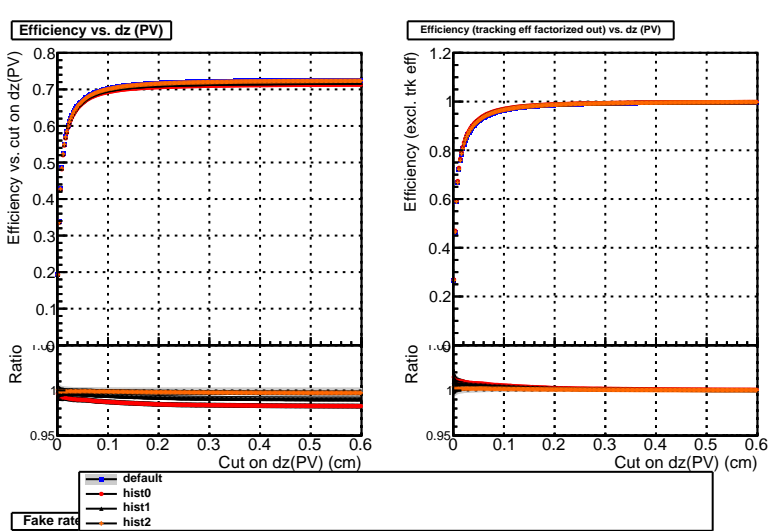 Efficiency vs. dz (PV)
Efficiency vs. cut on dz(PV)
0.8
0.7
0.6
0.5
0.4
0.3
0.2
0.1
0
Ratio
1
0.95
0 0.1 0.2 0.3 0.4 0.5 0.6
Cut on dz(PV) (cm)
Efficiency (tracking eff factorized out) vs. dz (PV)
Efficiency (excl. trk eff)
1.2
1
0.8
0.6
0.4
0.2
0
Ratio
1
0.95
0 0.1 0.2 0.3 0.4 0.5 0.6
Cut on dz(PV) (cm)
default
hist0
hist1
hist2
Fake rate